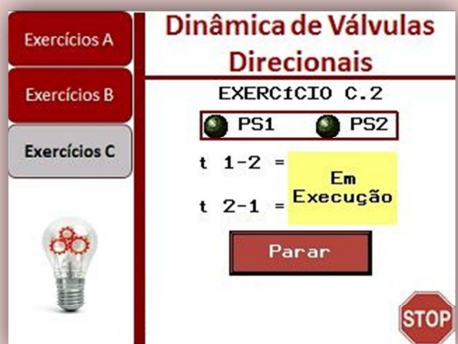 Exercícios A
Exercícios B
Exercícios C
Dinâmica de Válvulas
Direcionais
EXERCíCIO C.2
PS1 PS2
t 1-2 =
t 2-1 =
Em
Execução
Parar
STOP